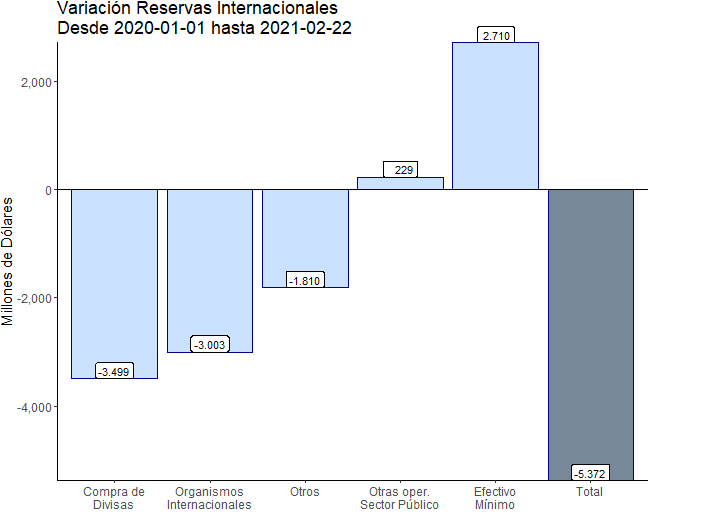 Variación Reservas Internacionales
Desde 2020-01-01 hasta 2021-02-22
Millones de Dólares
2,000
0
-2,000
-4,000
-3.499
-3.003
-1.810
229
2.710
-5.372
Compra de
Divisas
Organismos
Internacionales
Otros
Otras oper.
Sector Público
Efectivo
Mínimo
Total